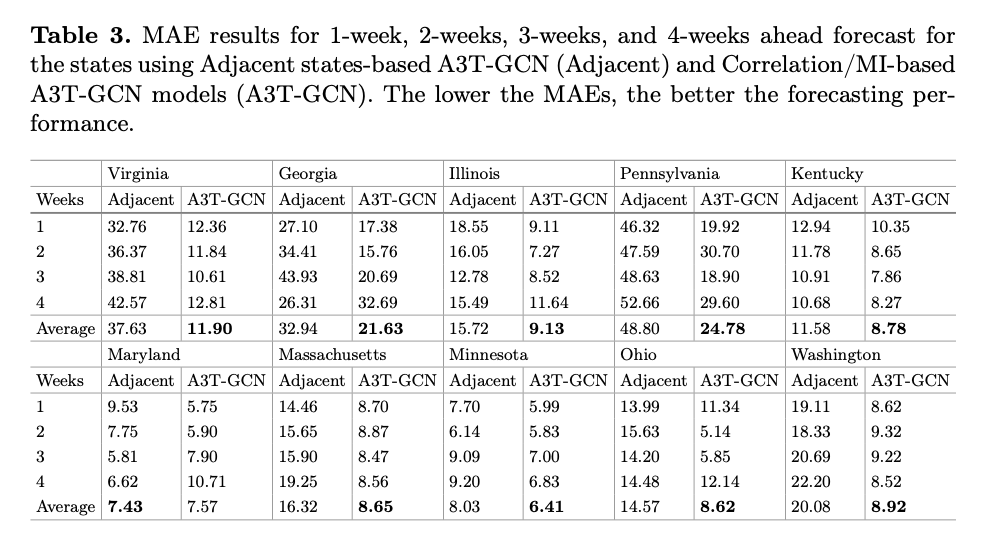 Table 3. MAE results for 1-week, 2-weeks, 3-weeks, and 4-weeks ahead forecast for
the states using Adjacent states-based A3T-GCN (Adjacent) and Correlation/MI-based
A3T-GCN models (A3T-GCN). The lower the MAEs, the better the forecasting per-
formance.
Virginia Georgia Illinois Pennsylvania Kentucky
Weeks Adjacent A3T-GCN Adjacent A3T-GCN Adjacent A3T-GCN Adjacent A3T-GCN Adjacent A3T-GCN
1 32.76 12.36 27.10 17.38 18.55 9.11 46.32 19.92 12.94 10.35
2 36.37 11.84 34.41 15.76 16.05 7.27 47.59 30.70 11.78 8.65
3 38.81 10.61 43.93 20.69 12.78 8.52 48.63 18.90 10.91 7.86
4 42.57 12.81 26.31 32.69 15.49 11.64 52.66 29.60 10.68 8.27
Average 37.63 11.90 32.94 21.63 15.72 9.13 48.80 24.78 11.58 8.78
Maryland Massachusetts Minnesota Ohio Washington
Weeks Adjacent A3T-GCN Adjacent A3T-GCN Adjacent A3T-GCN Adjacent A3T-GCN Adjacent A3T-GCN
1 9.53 5.75 14.46 8.70 7.70 5.99 13.99 11.34 19.11 8.62
2 7.75 5.90 15.65 8.87 6.14 5.83 15.63 5.14 18.33 9.32
3 5.81 7.90 15.90 8.47 9.09 7.00 14.20 5.85 20.69 9.22
4 6.62 10.71 19.25 8.56 9.20 6.83 14.48 12.14 22.20 8.52
Average 7.43 7.57 16.32 8.65 8.03 6.41 14.57 8.62 20.08 8.92